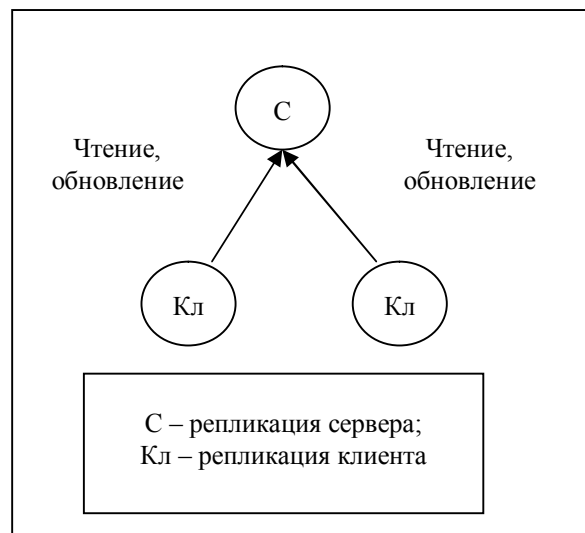 С
Чтение,
обновление
Чтение,
обновление
Кл
Кл
С – репликация сервера;
Кл – репликация клиента